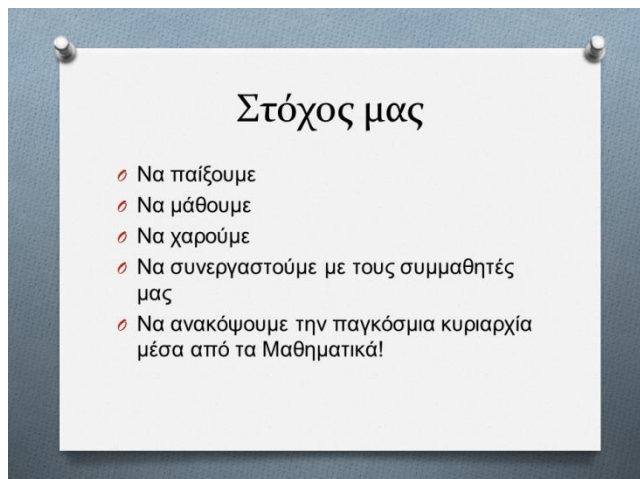 Στόχος μας
Να παίξουμε
Να μάθουμε
Να χαρούμε
Να συνεργαστούμε με τους συμμαθητές
μας
Να ανακόψουμε την παγκόσμια κυριαρχία
μέσα από τα Μαθηματικά!